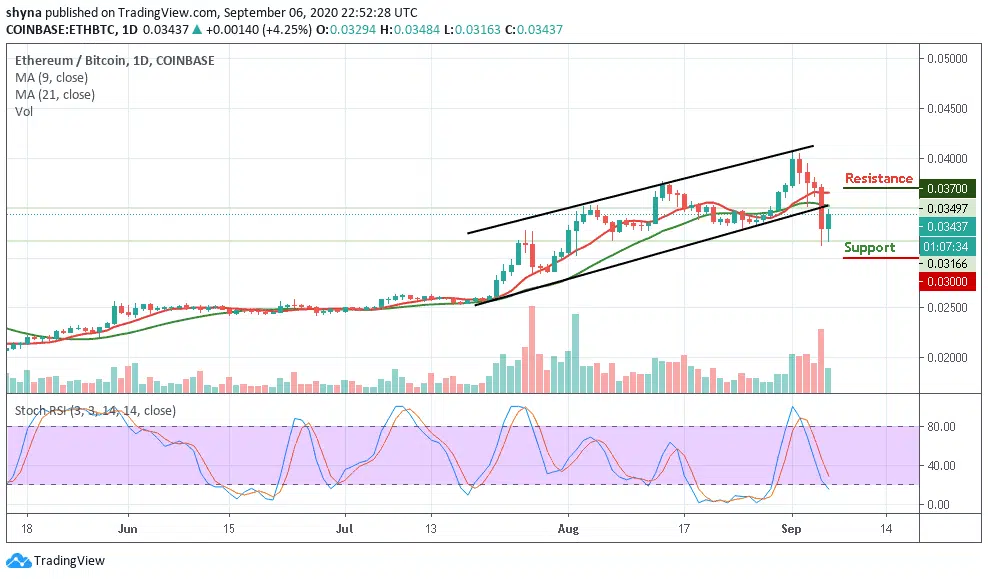 shyna published on TradingView.com, September 06, 2020 22:52:28 UTC
COINBASE:ETHBTC, 1D 0.03437 ▲ +0.00140 (+4.25%) O:0.03294 H:0.03484 L:0.03163 C:0.03437
Ethereum / Bitcoin, 1D, COINBASE
MA (9, close)
MA (21, close)
Vol
0.05000
0.04500
0.04000
Resistance
0.03700
0.03497
0.03437
Support
01:07:34
0.03166
0.03000
0.02500
0.02000
Stoch RSI (3, 3, 14, 14, close)
80.00
40.00
0.00
18 Jun 15 Jul 13 Aug 17 Sep 14
TradingView